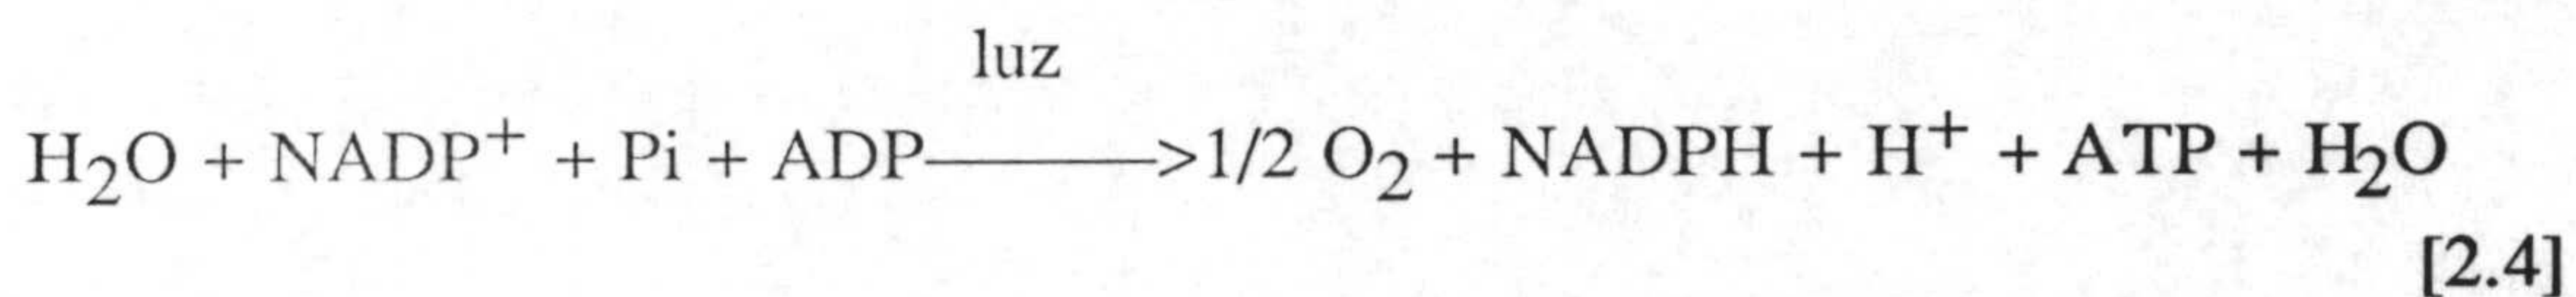 luz
H₂O + NADP⁺ + Pi + ADP———>1/2 O₂ + NADPH + H⁺ + ATP + H₂O
[2.4]